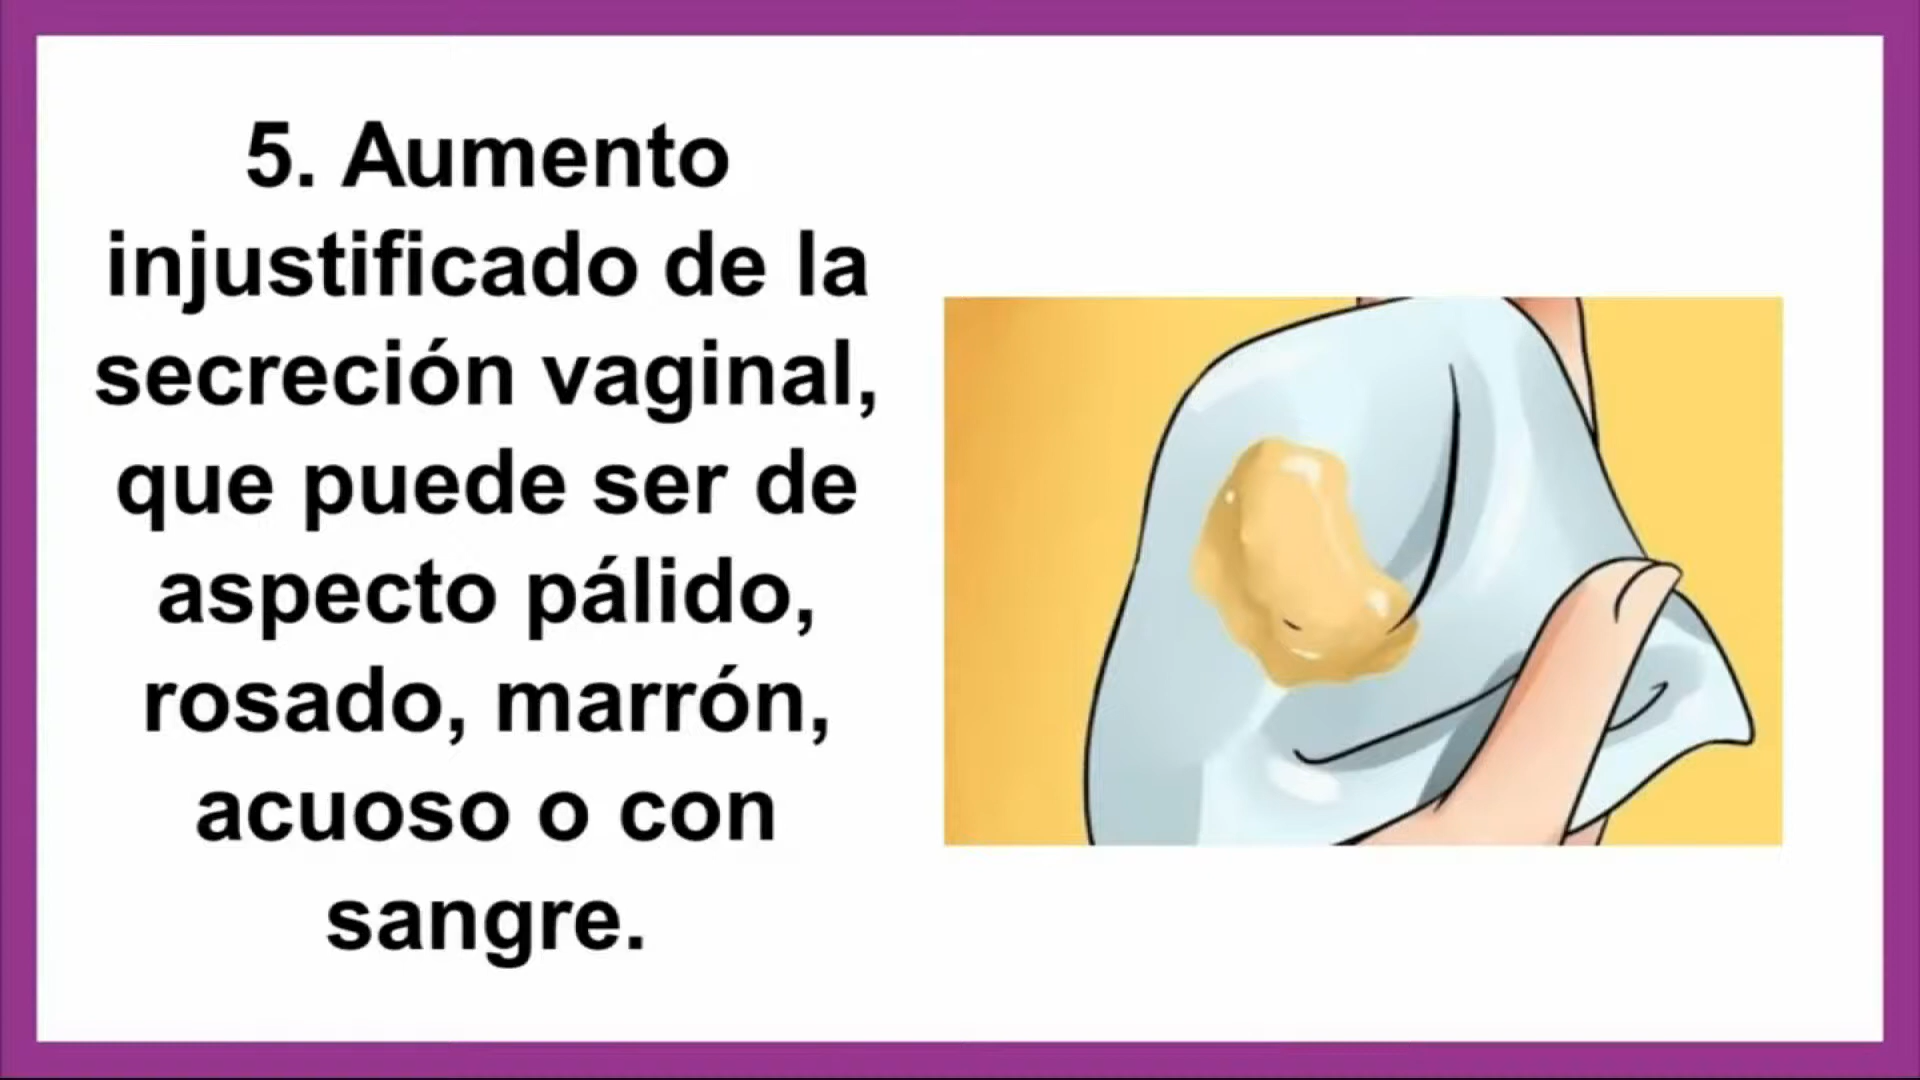 5. Aumento
injustificado de la
secreción vaginal,
que puede ser de
aspecto pálido,
rosado, marrón,
acuoso o con
sangre.